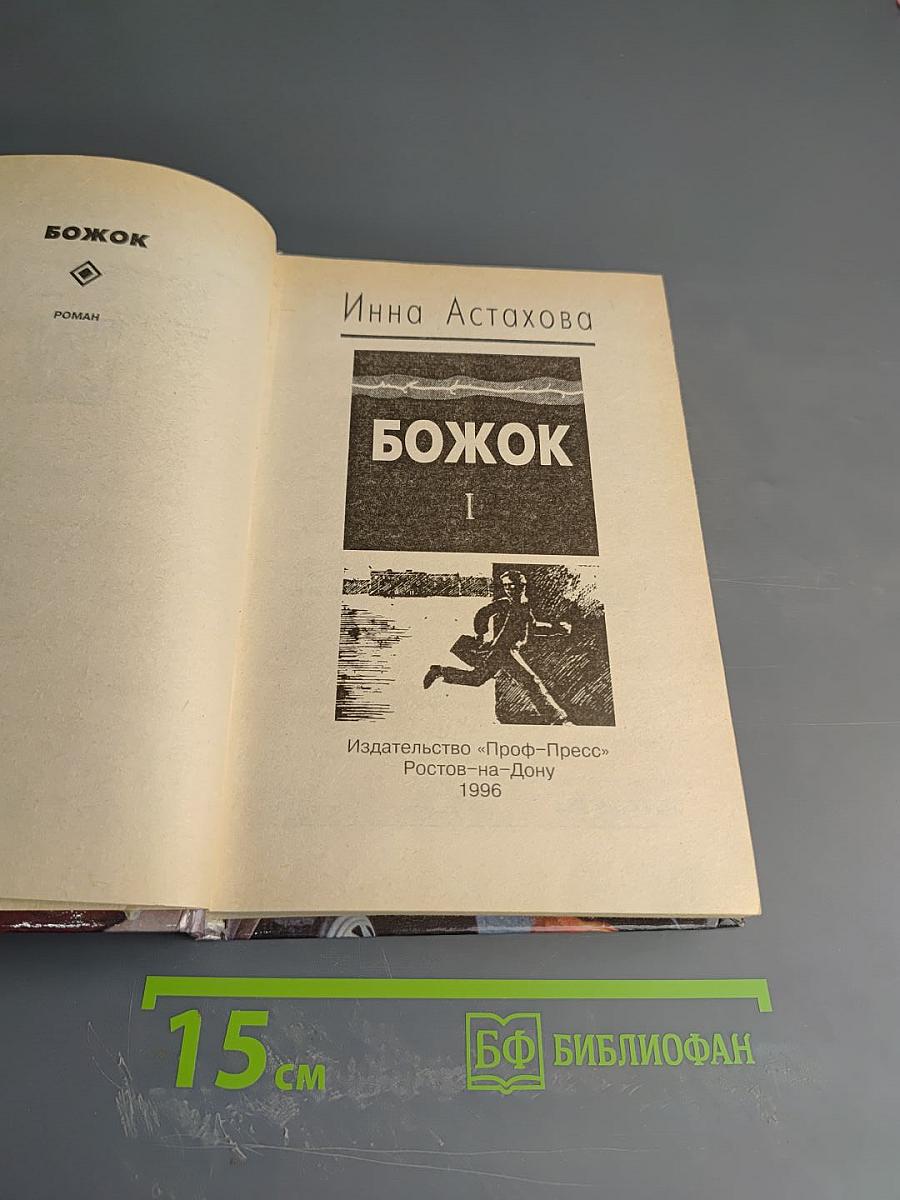 БОЖОК
РОМАН
Инна Астахова
БОЖОК
I
Издательство «Проф-Пресс»
Ростов-на-Дону
1996
15 см
БФ БИБЛИОФАН